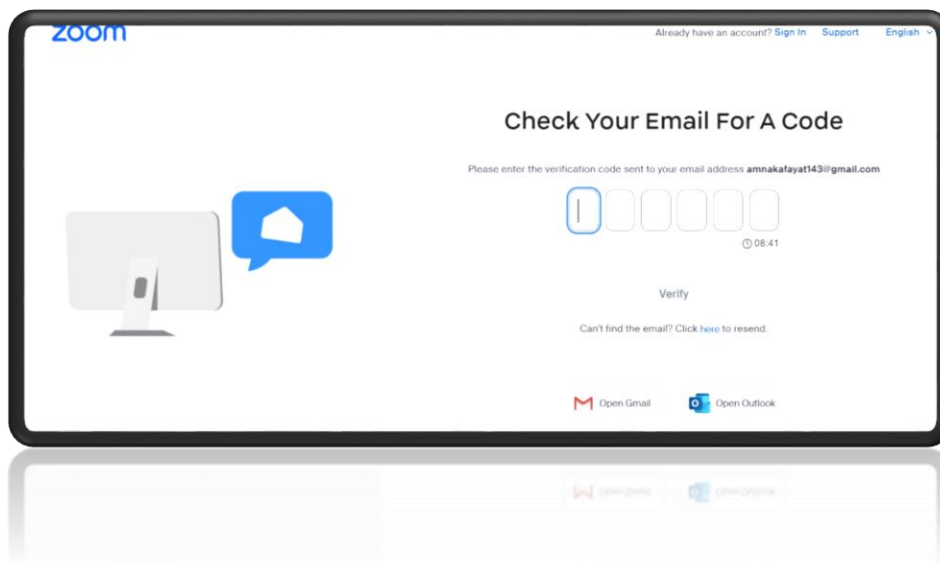 zoom
Already have an account? Sign In Support English
Check Your Email For A Code
Please enter the verification code sent to your email address amnakafayat143@gmail.com
08:41
Verify
Can't find the email? Click here to resend.
Open Gmail Open Outlook